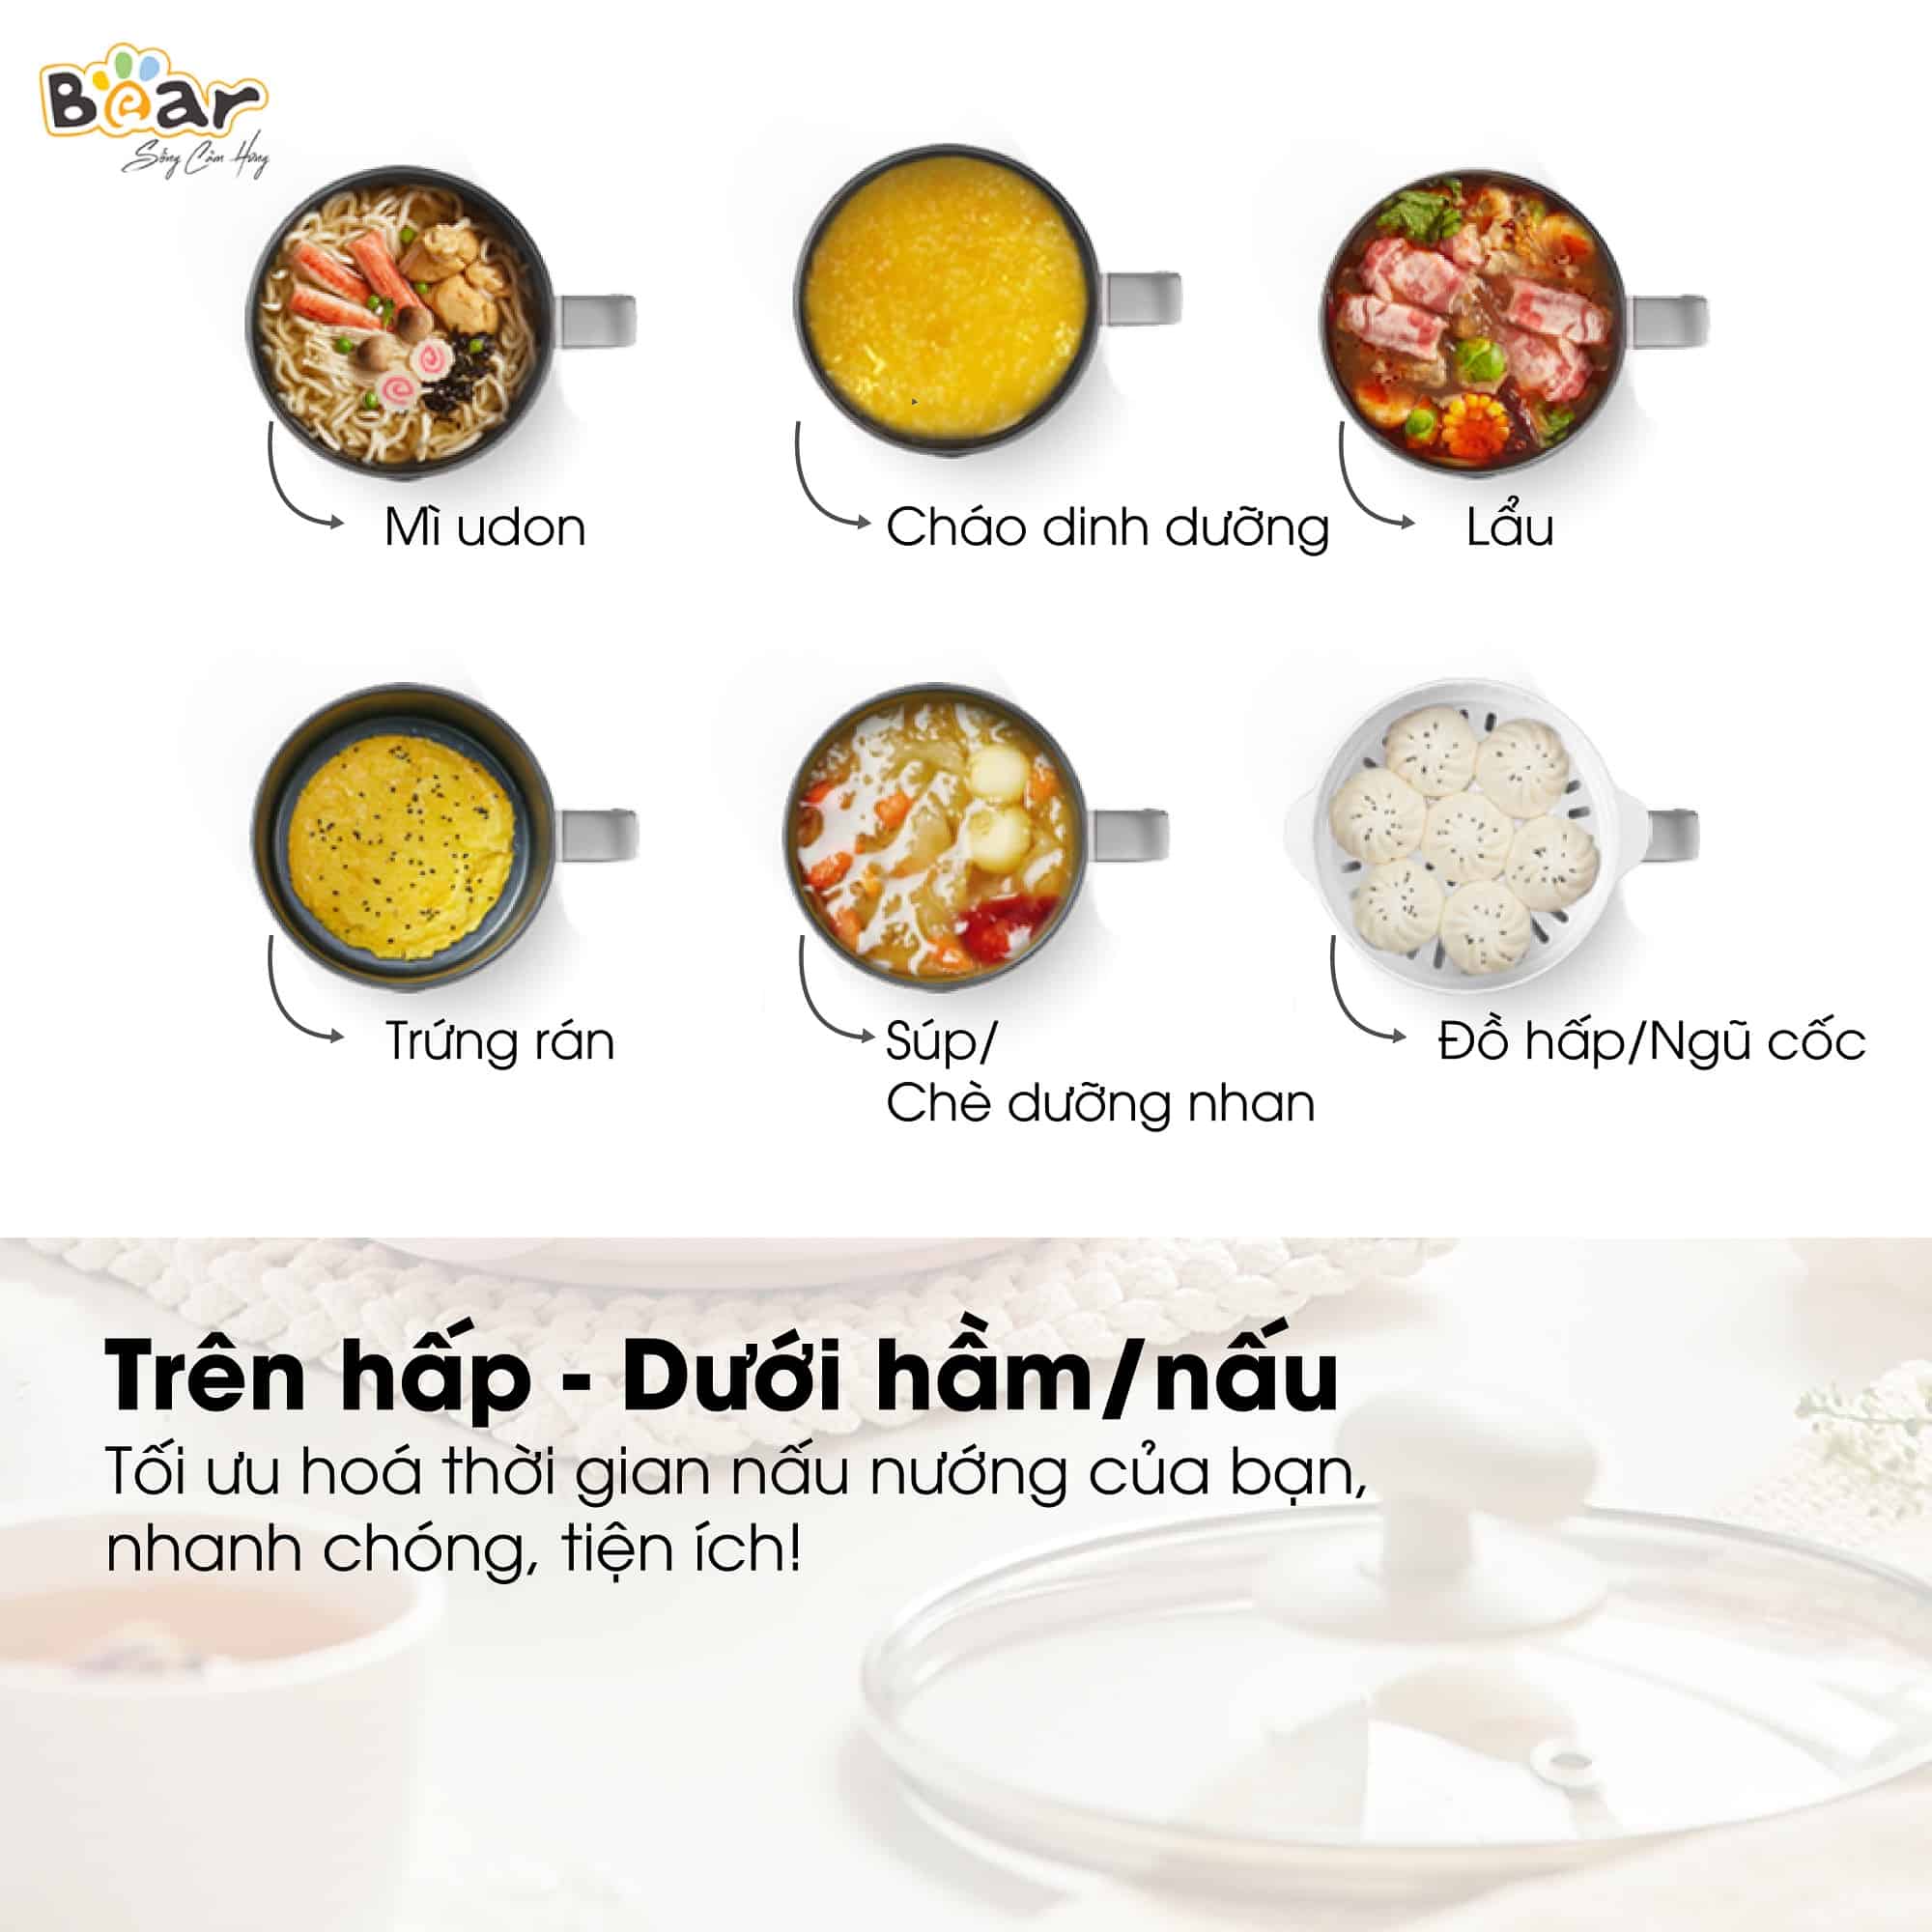 Bear
Sống Cảm Hứng
Mì udon
Cháo dinh dưỡng
Lẩu
Trứng rán
Súp/
Chè dưỡng nhan
Đồ hấp/Ngũ cốc
Trên hấp - Dưới hầm/nấu
Tối ưu hoá thời gian nấu nướng của bạn,
nhanh chóng, tiện ích!